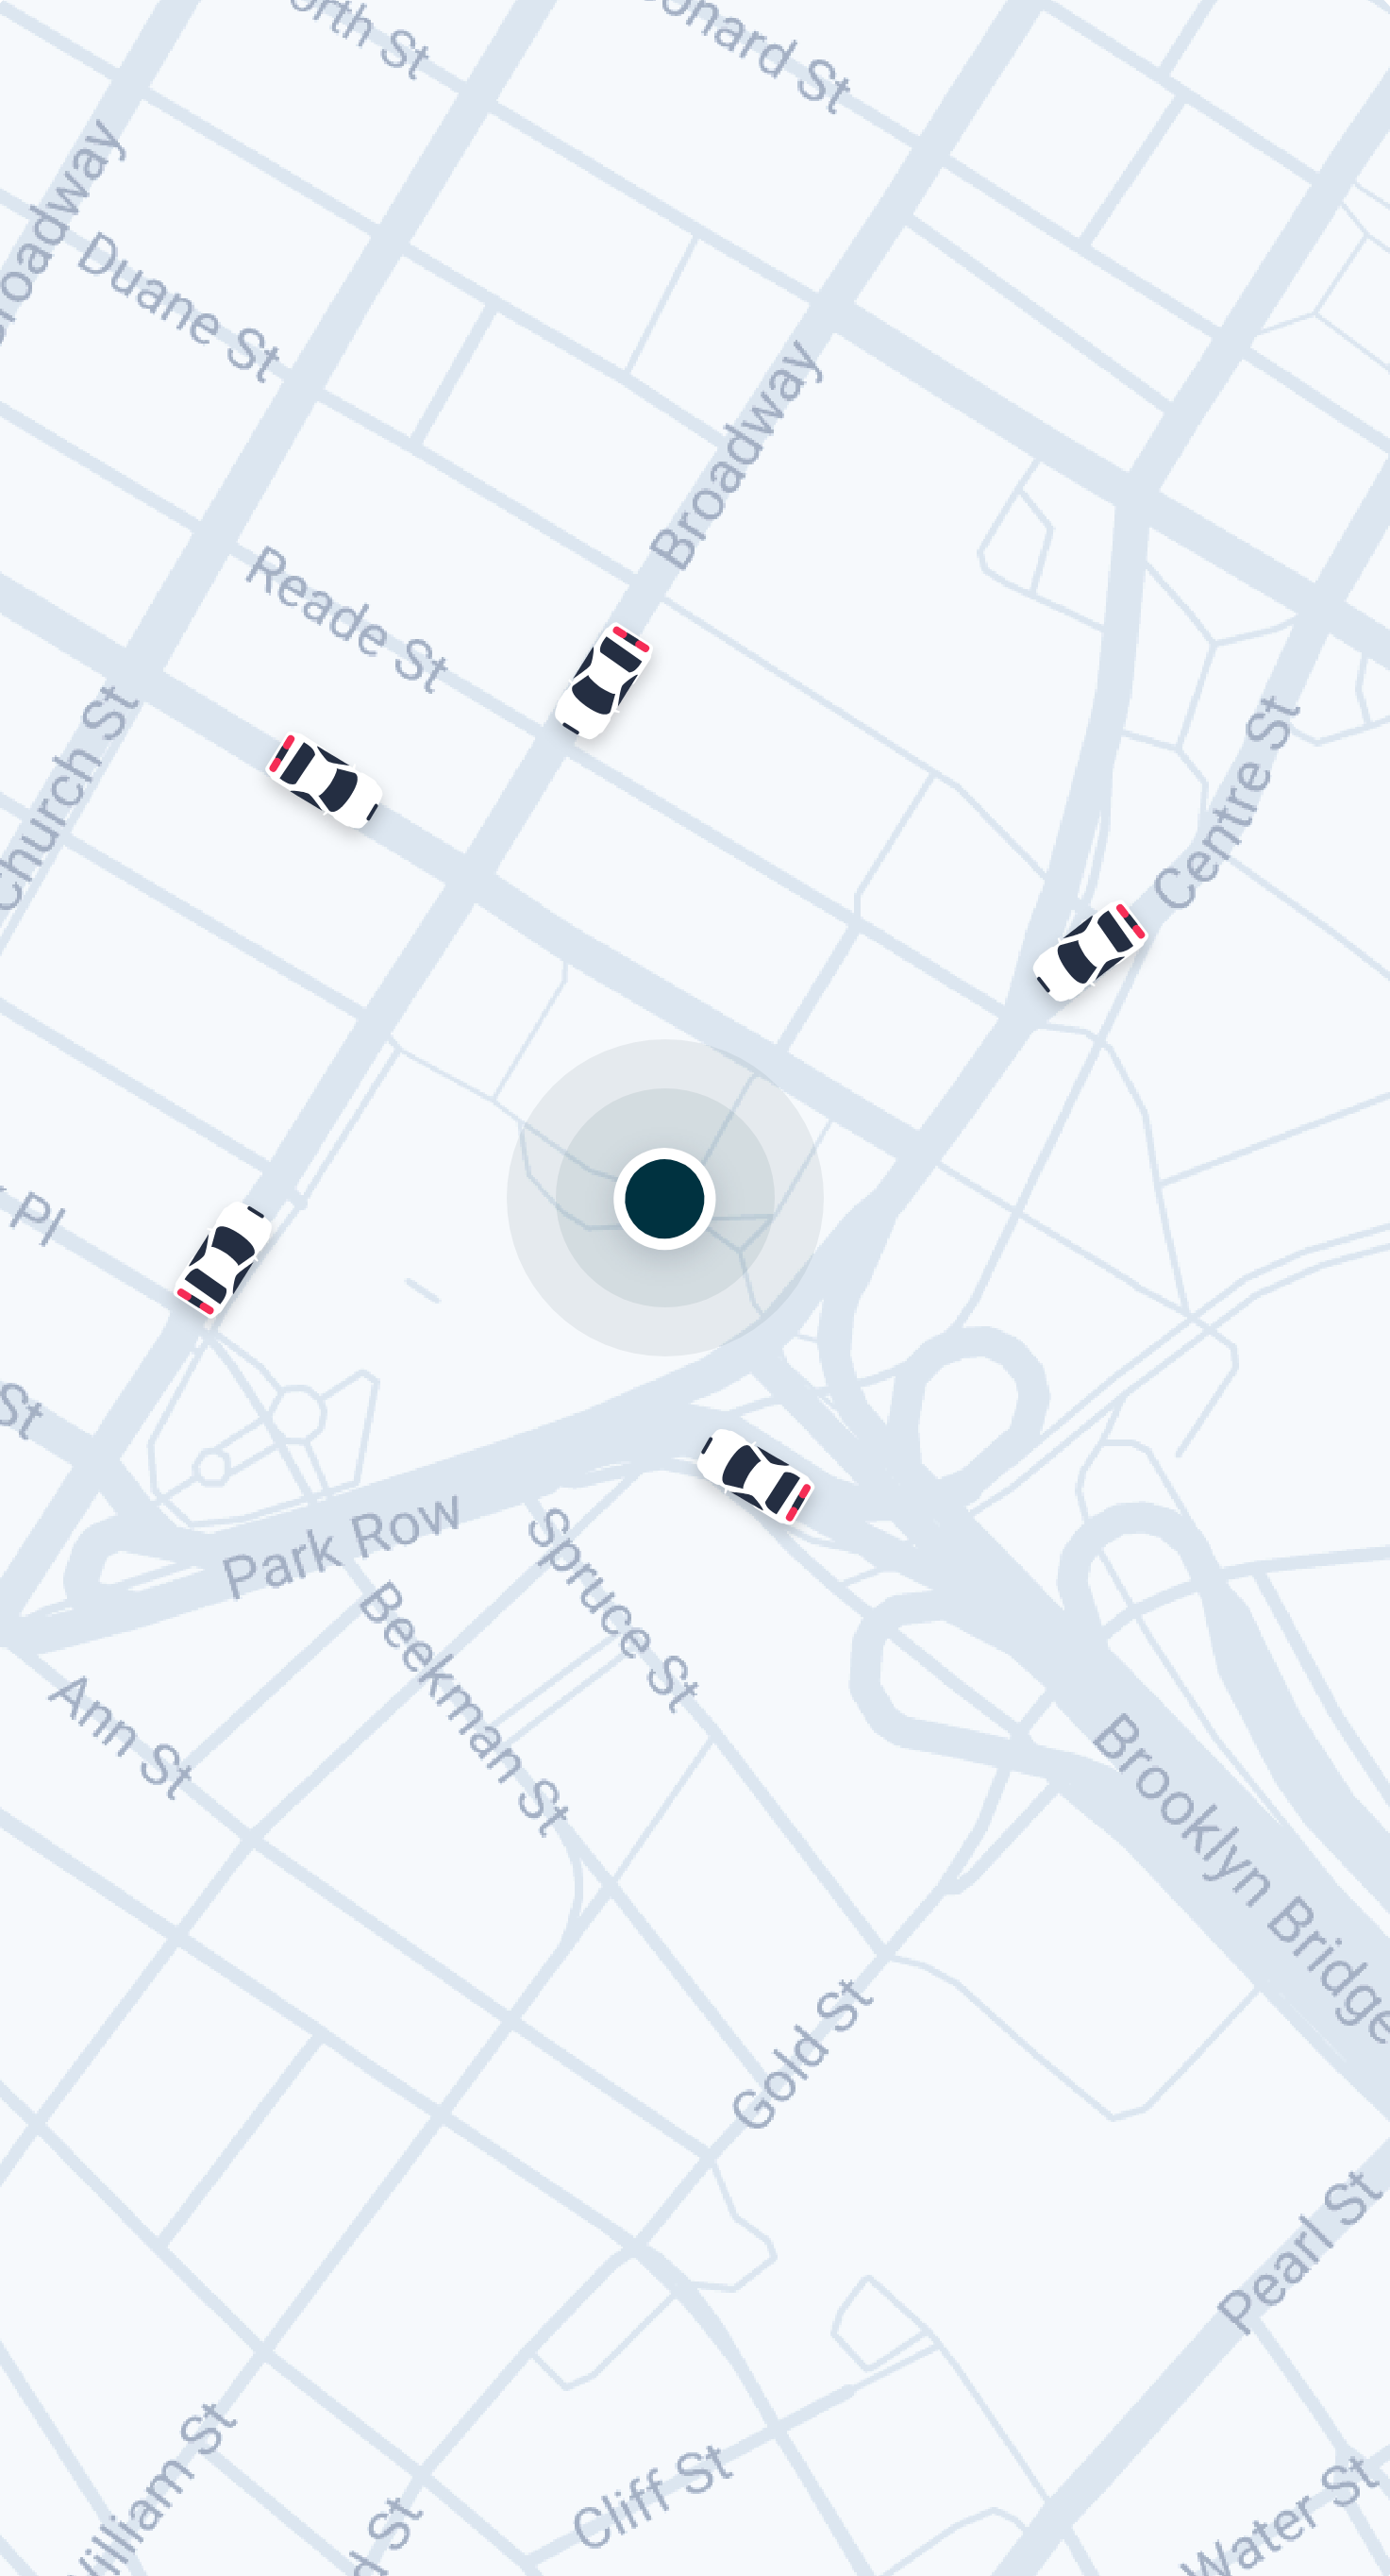 orth St
onard St
roadway
Duane St
Broadway
Reade St
Church St
Centre St
Pl
St
Park Row
Spruce St
Beekman St
Ann St
Brooklyn Bridge
Gold St
Pearl St
William St
Cliff St
d St
Water St